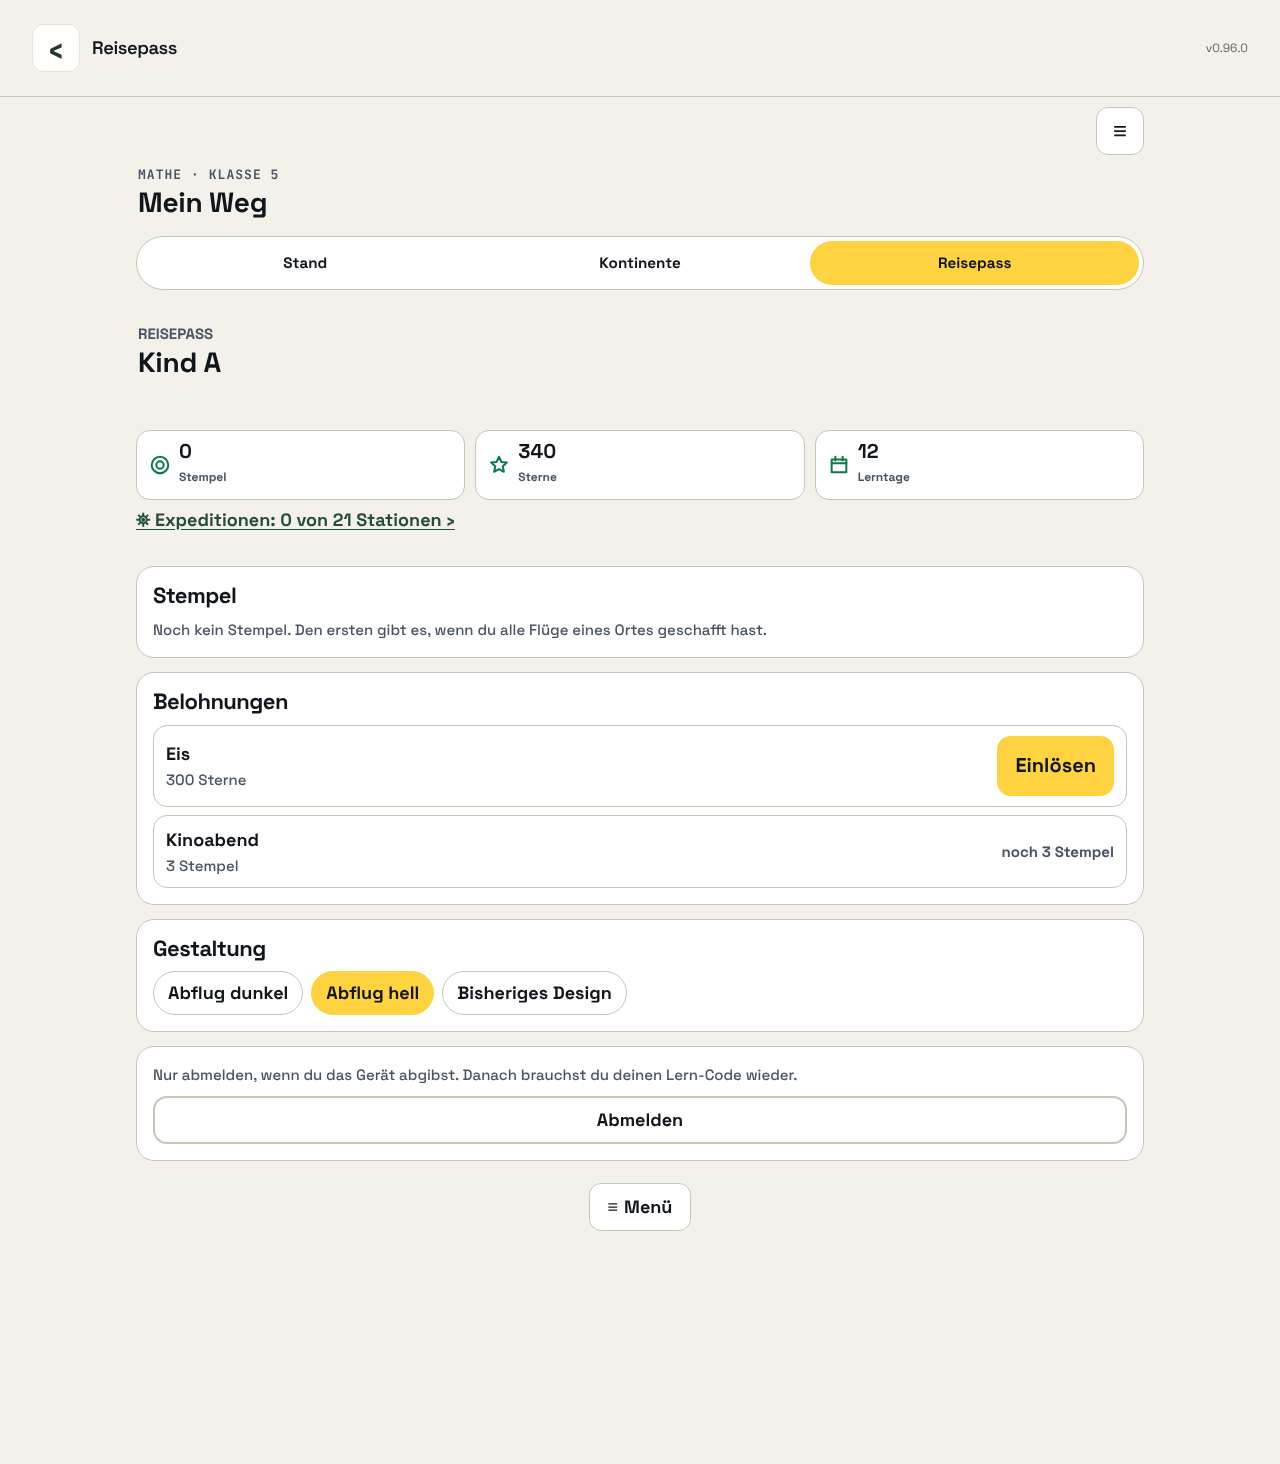 < Reisepass
v0.96.0
≡
MATHE · KLASSE 5
Mein Weg
Stand
Kontinente
Reisepass
REISEPASS
Kind A
0
Stempel
340
Sterne
12
Lerntage
⎈ Expeditionen: 0 von 21 Stationen >
Stempel
Noch kein Stempel. Den ersten gibt es, wenn du alle Flüge eines Ortes geschafft hast.
Belohnungen
Eis
300 Sterne
Einlösen
Kinoabend
3 Stempel
noch 3 Stempel
Gestaltung
Abflug dunkel
Abflug hell
Bisheriges Design
Nur abmelden, wenn du das Gerät abgibst. Danach brauchst du deinen Lern-Code wieder.
Abmelden
≡ Menü